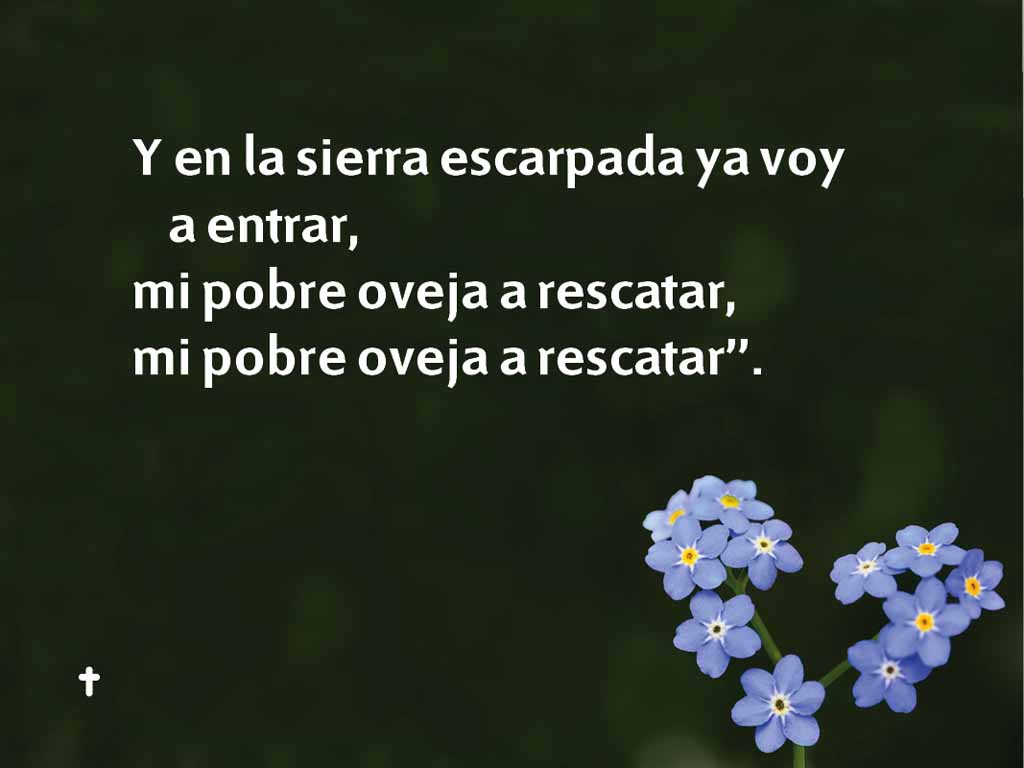 Y en la sierra escarpada ya voy
a entrar,
mi pobre oveja a rescatar,
mi pobre oveja a rescatar”.